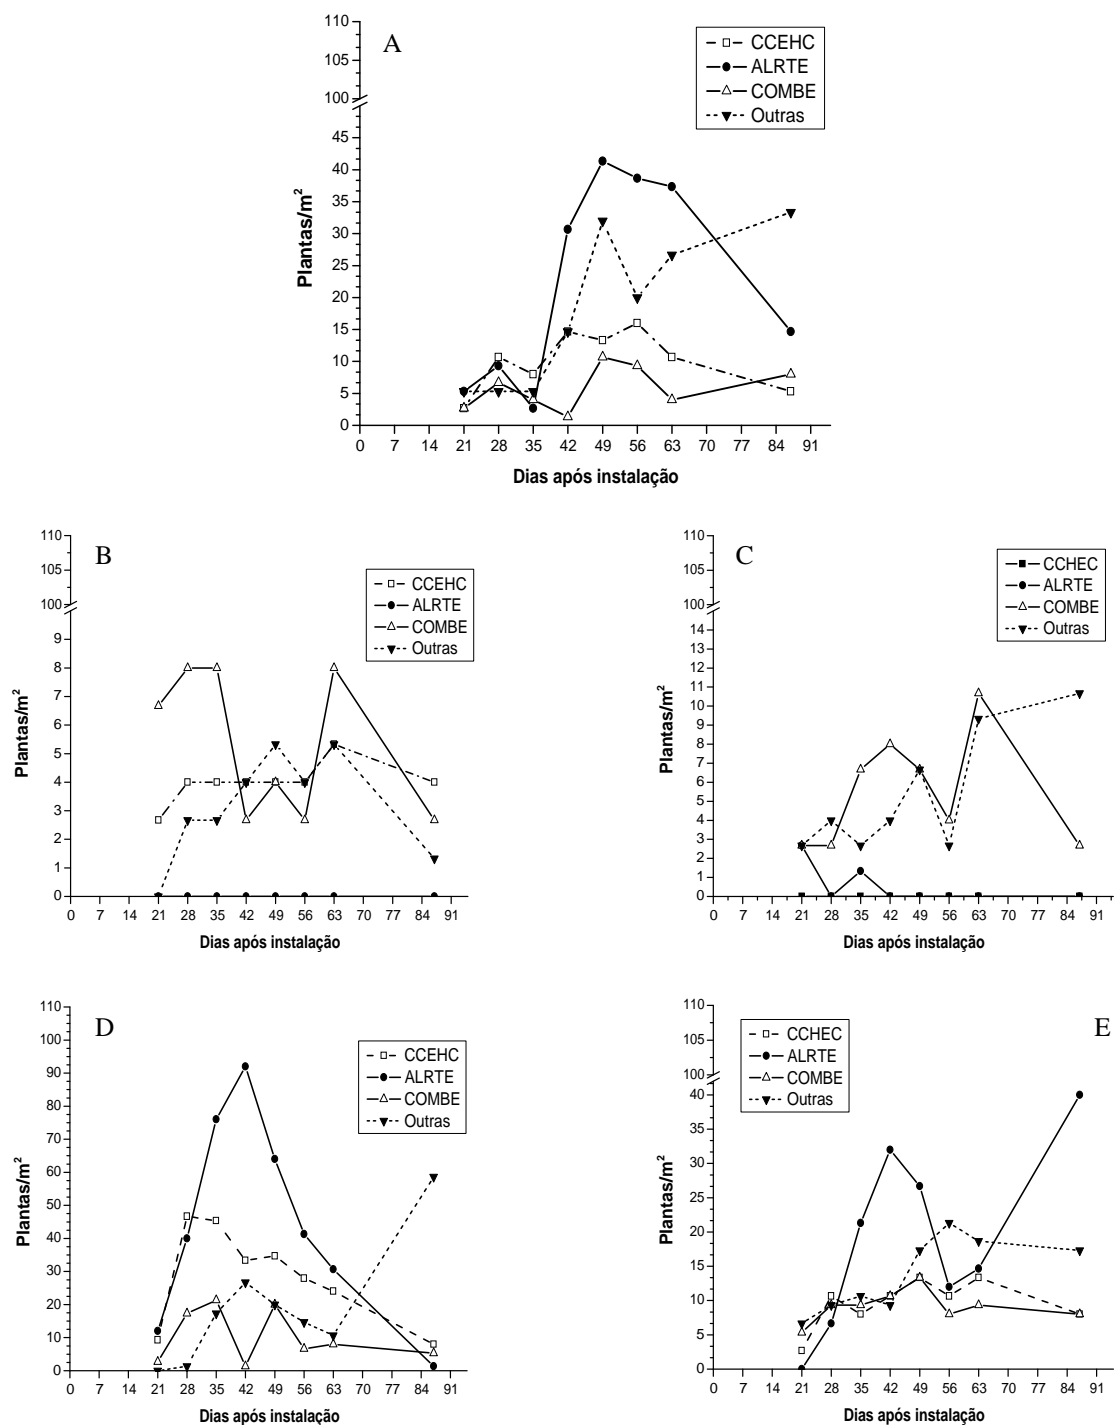 A
CCEHC
ALRTE
COMBE
Outras
110
105
100
45
40
35
30
25
20
15
10
5
0
Plantas/m²
0 7 14 21 28 35 42 49 56 63 70 77 84 91
Dias após instalação
B
CCEHC
ALRTE
COMBE
Outras
110
105
100
9
8
7
6
5
4
3
2
1
0
Plantas/m²
0 7 14 21 28 35 42 49 56 63 70 77 84 91
Dias após instalação
C
CCHEC
ALRTE
COMBE
Outras
110
105
100
14
13
12
11
10
9
8
7
6
5
4
3
2
1
0
Plantas/m²
0 7 14 21 28 35 42 49 56 63 70 77 84 91
Dias após instalação
D
CCEHC
ALRTE
COMBE
Outras
110
100
90
80
70
60
50
40
30
20
10
0
Plantas/m²
0 7 14 21 28 35 42 49 56 63 70 77 84 91
Dias após instalação
E
CCHEC
ALRTE
COMBE
Outras
110
105
100
40
35
30
25
20
15
10
5
0
Plantas/m²
0 7 14 21 28 35 42 49 56 63 70 77 84 91
Dias após instalação